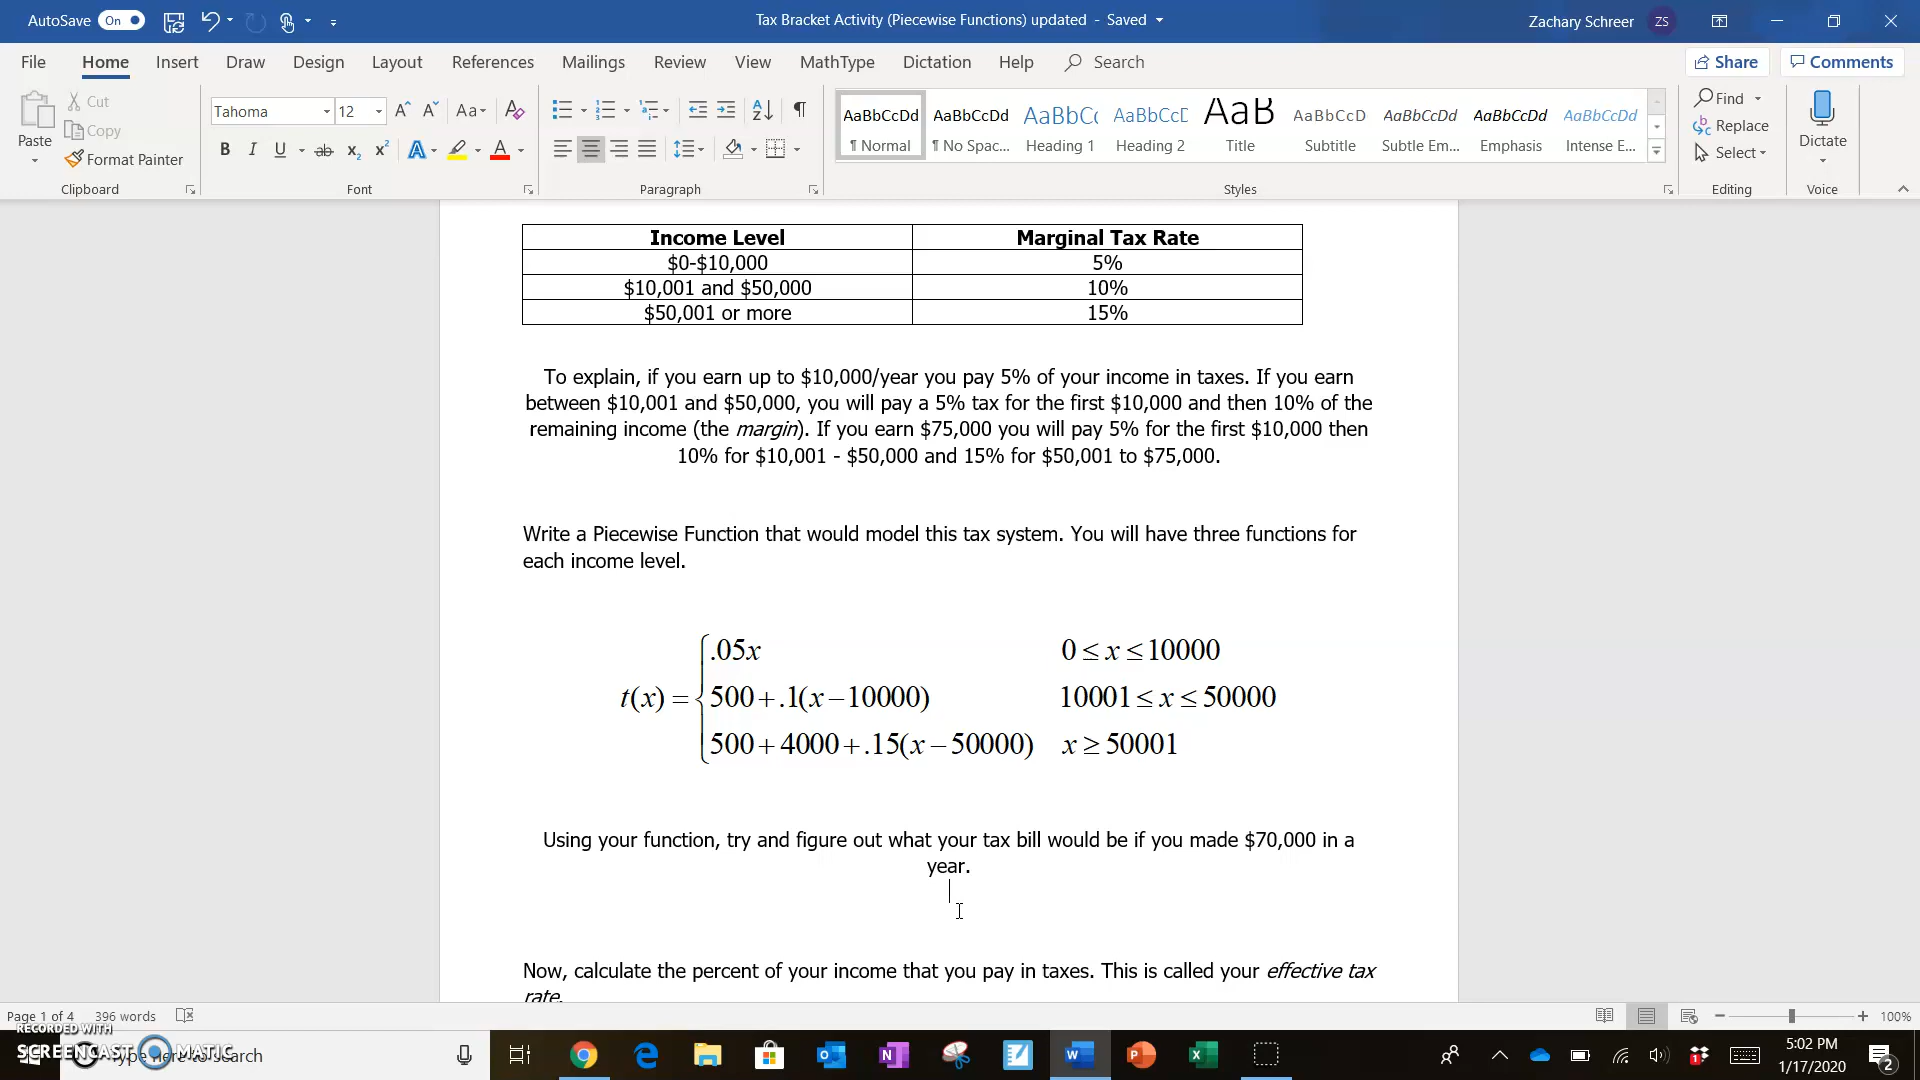 AutoSave On Tax Bracket Activity (Piecewise Functions) updated - Saved Zachary Schreer ZS
File Home Insert Draw Design Layout References Mailings Review View MathType Dictation Help Search Share Comments
Paste Cut Copy Format Painter Clipboard
Tahoma 12 Aa B I U ab x₂ x² A A Font
Paragraph
AaBbCcDd AaBbCcDd AaBbCc AaBbCcD AaB AaBbCcD AaBbCcDd AaBbCcDd AaBbCcDd
¶ Normal ¶ No Spac... Heading 1 Heading 2 Title Subtitle Subtle Em... Emphasis Intense E...
Styles
Find Replace Select Editing
Dictate Voice
Income Level Marginal Tax Rate
$0-$10,000 5%
$10,001 and $50,000 10%
$50,001 or more 15%
To explain, if you earn up to $10,000/year you pay 5% of your income in taxes. If you earn
between $10,001 and $50,000, you will pay a 5% tax for the first $10,000 and then 10% of the
remaining income (the margin). If you earn $75,000 you will pay 5% for the first $10,000 then
10% for $10,001 - $50,000 and 15% for $50,001 to $75,000.
Write a Piecewise Function that would model this tax system. You will have three functions for
each income level.
.05x 0 ≤ x ≤ 10000
t(x) = { 500 + .1(x − 10000) 10001 ≤ x ≤ 50000
500 + 4000 + .15(x − 50000) x ≥ 50001
Using your function, try and figure out what your tax bill would be if you made $70,000 in a
year.
Now, calculate the percent of your income that you pay in taxes. This is called your effective tax
rate.
Page 1 of 4 396 words 100%
RECORDED WITH
SCREENCAST MATIC
Type here to search
5:02 PM
1/17/2020
2